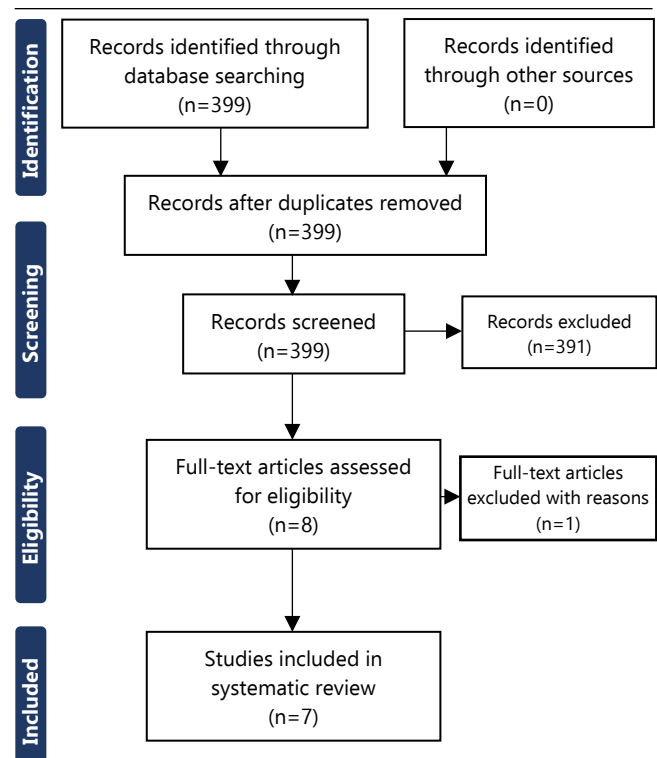 Identification
Records identified through
database searching
(n=399)
Records identified
through other sources
(n=0)
Records after duplicates removed
(n=399)
Screening
Records screened
(n=399)
Records excluded
(n=391)
Eligibility
Full-text articles assessed
for eligibility
(n=8)
Full-text articles
excluded with reasons
(n=1)
Included
Studies included in
systematic review
(n=7)